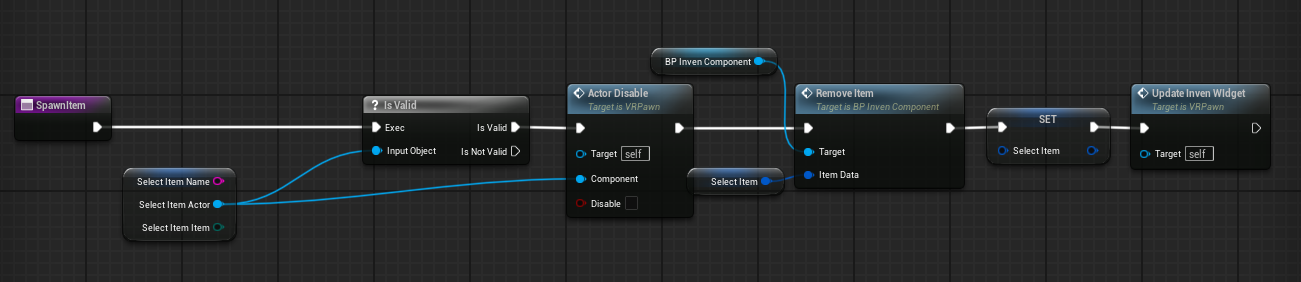 SpawnItem
Select Item Name
Select Item Actor
Select Item Item
? Is Valid
Exec
Is Valid
Input Object
Is Not Valid
Actor Disable
Target is VRPawn
Target self
Component
Disable
BP Inven Component
Select Item
Remove Item
Target is BP Inven Component
Target
Item Data
SET
Select Item
Update Inven WIdget
Target is VRPawn
Target self